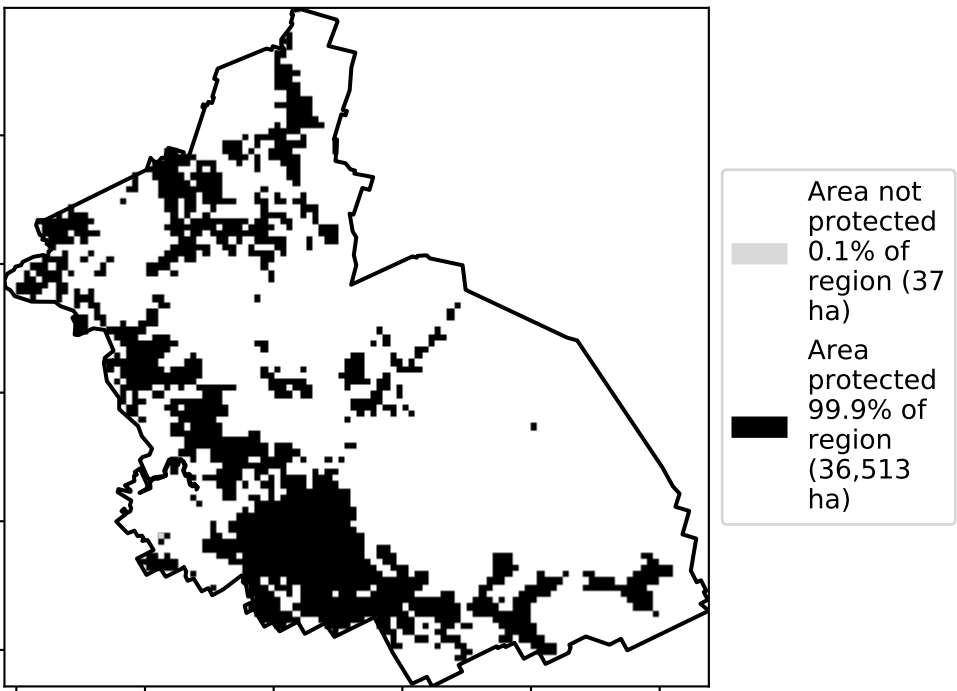 Area not
protected
0.1% of
region (37
ha)
Area
protected
99.9% of
region
(36,513
ha)